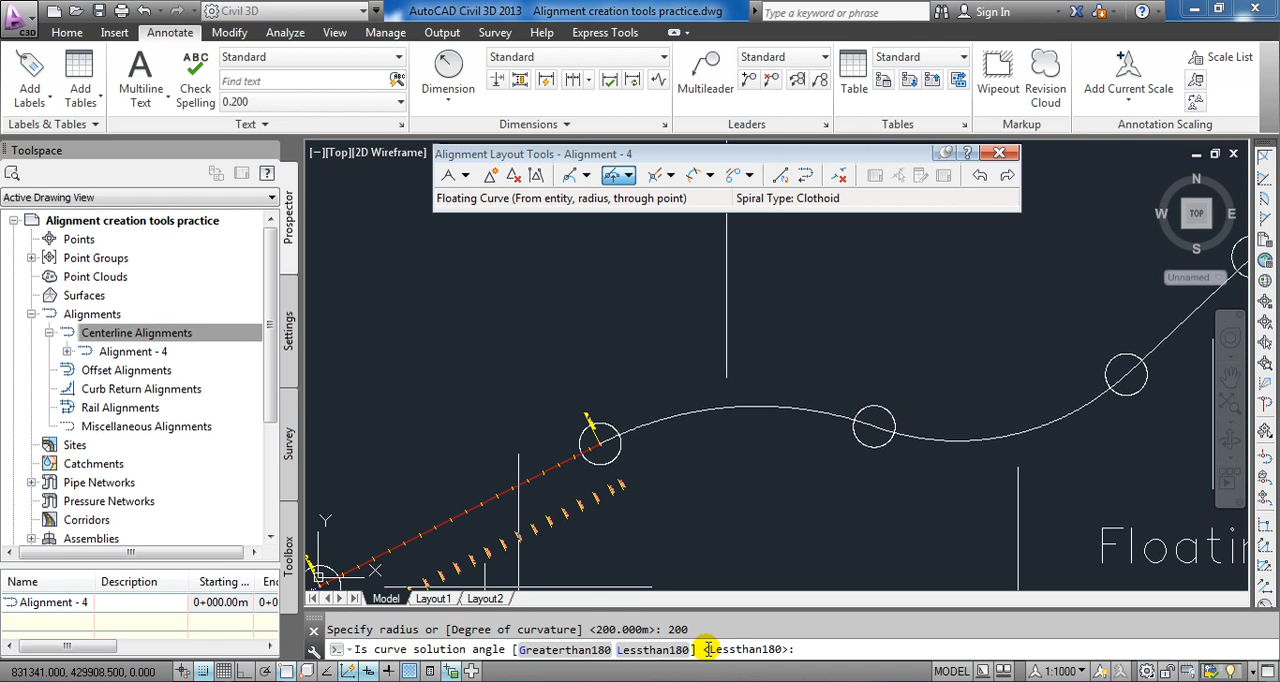 C3D
Civil 3D
AutoCAD Civil 3D 2013 Alignment creation tools practice.dwg
Type a keyword or phrase
Sign In
Home Insert Annotate Modify Analyze View Manage Output Survey Help Express Tools
Add Labels
Add Tables
Labels & Tables
Multiline Text
ABC
Check Spelling
Standard
Find text
0.200
ABC
Text
Dimension
Standard
Dimensions
Multileader
Standard
Leaders
Table
Standard
Tables
Wipeout
Revision Cloud
Markup
Add Current Scale
Scale List
Annotation Scaling
Toolspace
Active Drawing View
Alignment creation tools practice
Points
Point Groups
Point Clouds
Surfaces
Alignments
Centerline Alignments
Alignment - 4
Offset Alignments
Curb Return Alignments
Rail Alignments
Miscellaneous Alignments
Sites
Catchments
Pipe Networks
Pressure Networks
Corridors
Assemblies
Prospector
Settings
Survey
Toolbox
Name Description Starting ... End
Alignment - 4 0+000.00m 0+0
[−][Top][2D Wireframe]
Alignment Layout Tools - Alignment - 4
Floating Curve (From entity, radius, through point) Spiral Type: Clothoid
N
W TOP E
S
Unnamed
Y
X
Floatin
Model Layout1 Layout2
Specify radius or [Degree of curvature] <200.000m>: 200
Is curve solution angle [Greaterthan180 Lessthan180] <Lessthan180>:
831341.000, 429908.500, 0.000
MODEL
1:1000